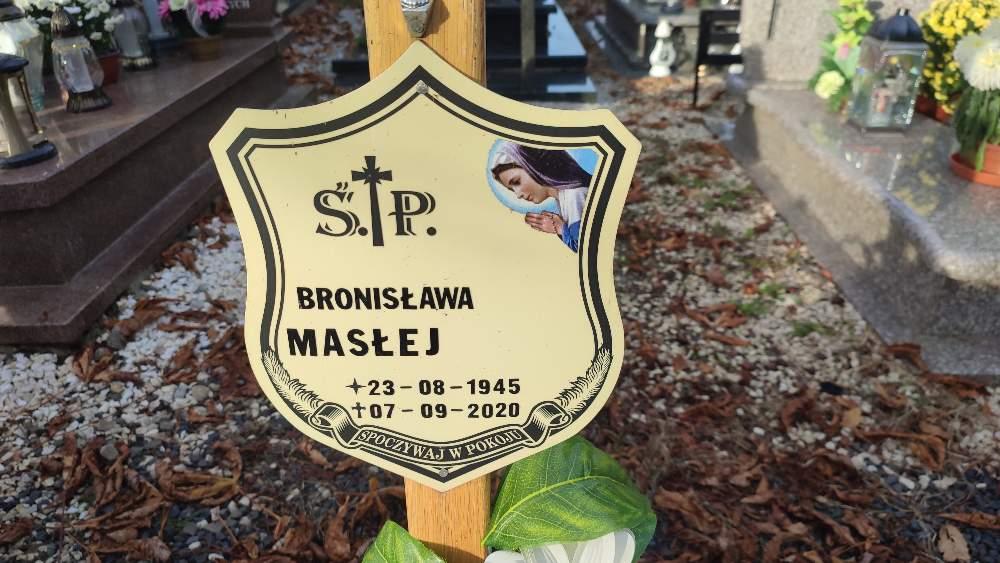 Ś. P.
BRONISŁAWA
MASŁEJ
23-08-1945
07-09-2020
SPOCZYWAJ W POKOJU